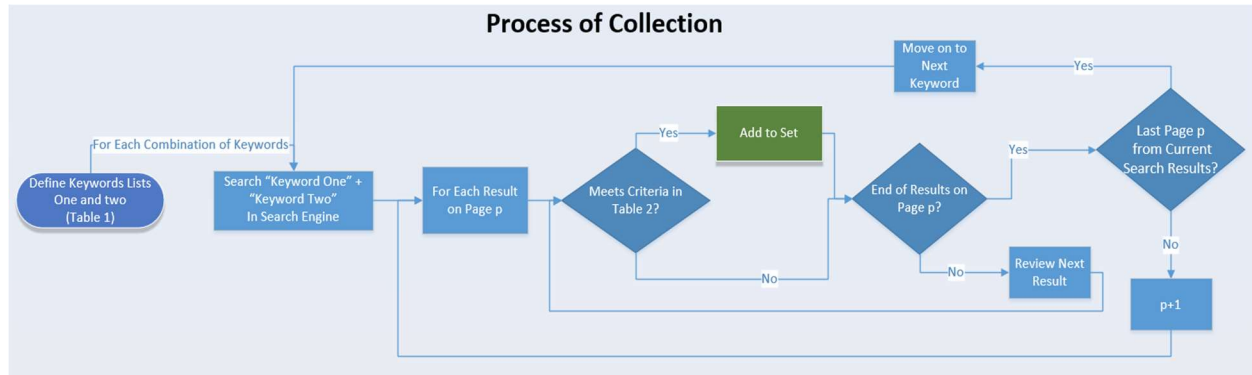 Process of Collection
Move on to
Next
Keyword
Yes
For Each Combination of Keywords
Define Keywords Lists
One and two
(Table 1)
Search “Keyword One” +
“Keyword Two”
In Search Engine
For Each Result
on Page p
Meets Criteria in
Table 2?
Yes
Add to Set
No
End of Results on
Page p?
Yes
No
Review Next
Result
Last Page p
from Current
Search Results?
No
p+1